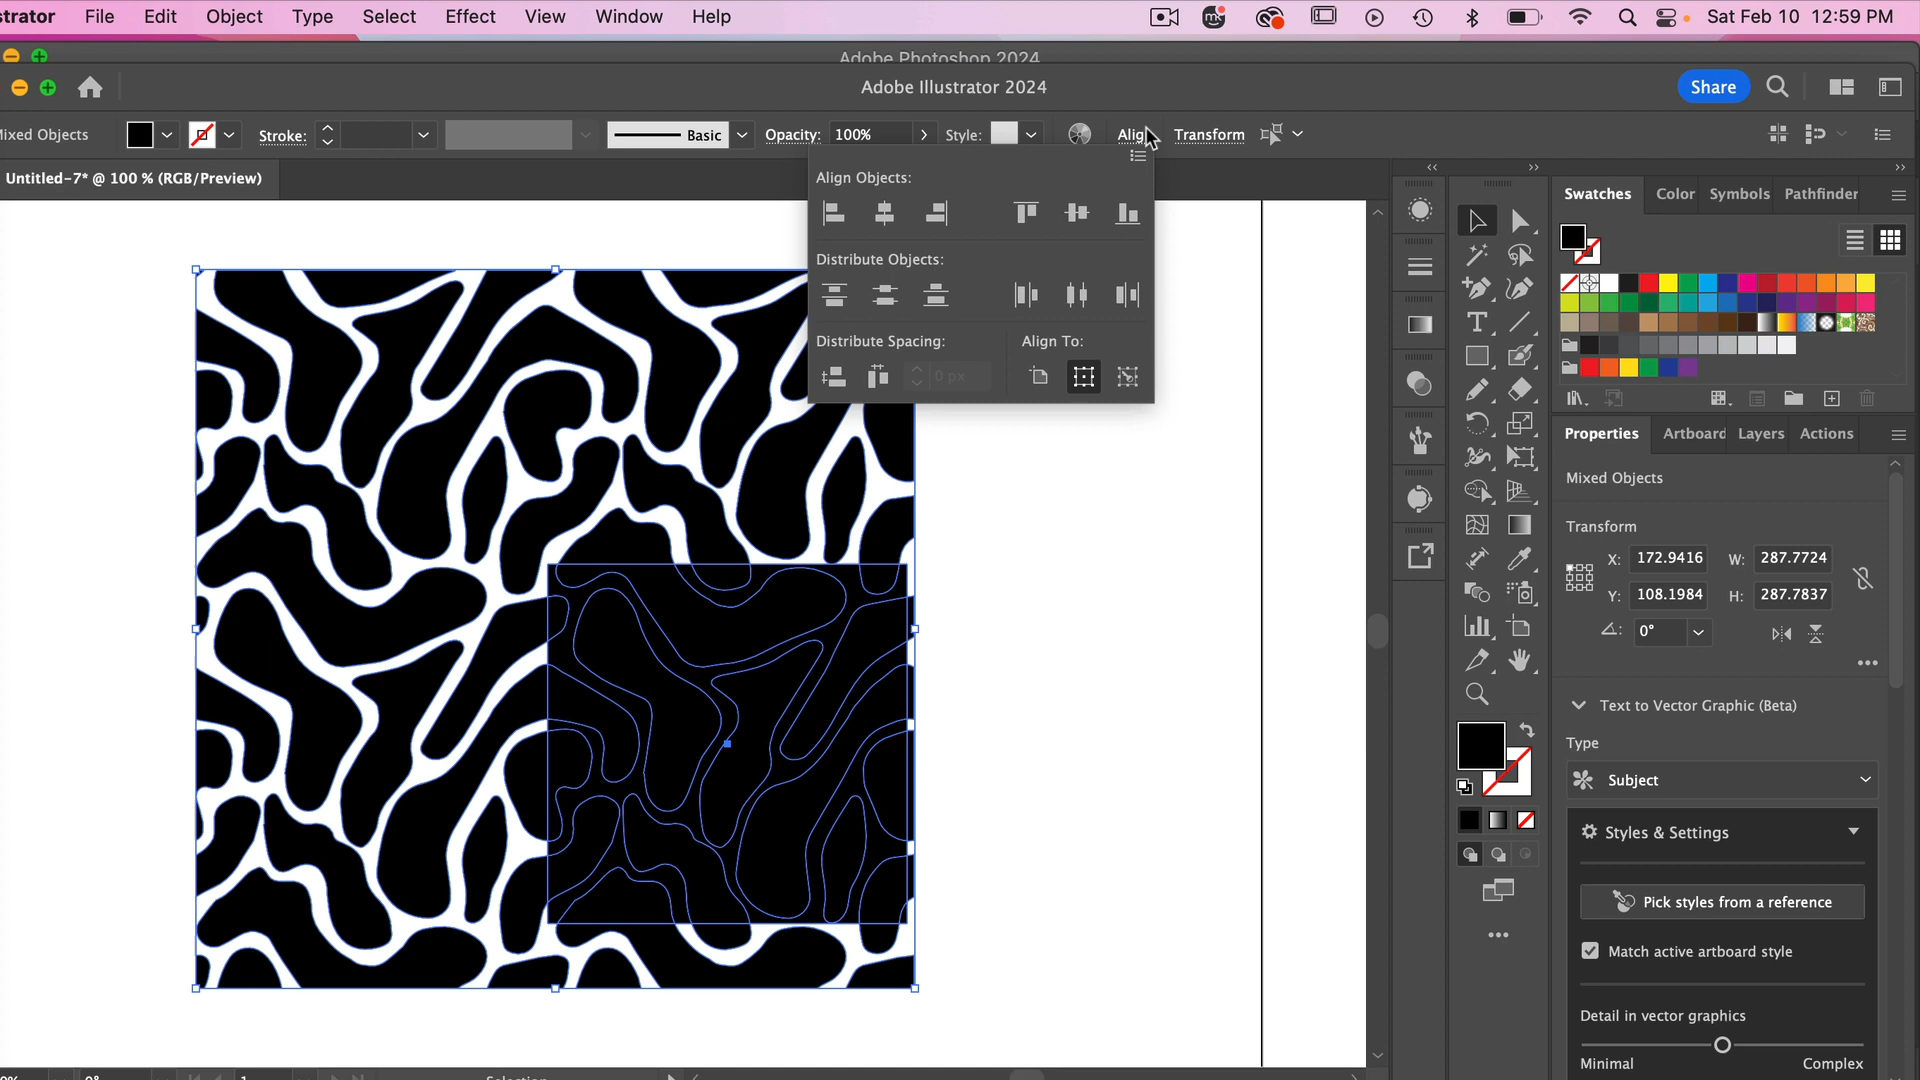 strator File Edit Object Type Select Effect View Window Help Sat Feb 10 12:59 PM
Adobe Photoshop 2024
Adobe Illustrator 2024 Share
Mixed Objects Stroke: Basic Opacity: 100% Style: Align Transform
Untitled-7* @ 100 % (RGB/Preview)
Align Objects:
Distribute Objects:
Distribute Spacing: Align To:
0 px
Swatches Color Symbols Pathfinder
Properties Artboard Layers Actions
Mixed Objects
Transform
X: 172.9416 W: 287.7724
Y: 108.1984 H: 287.7837
0°
Text to Vector Graphic (Beta)
Type
Subject
Styles & Settings
Pick styles from a reference
Match active artboard style
Detail in vector graphics
Minimal Complex